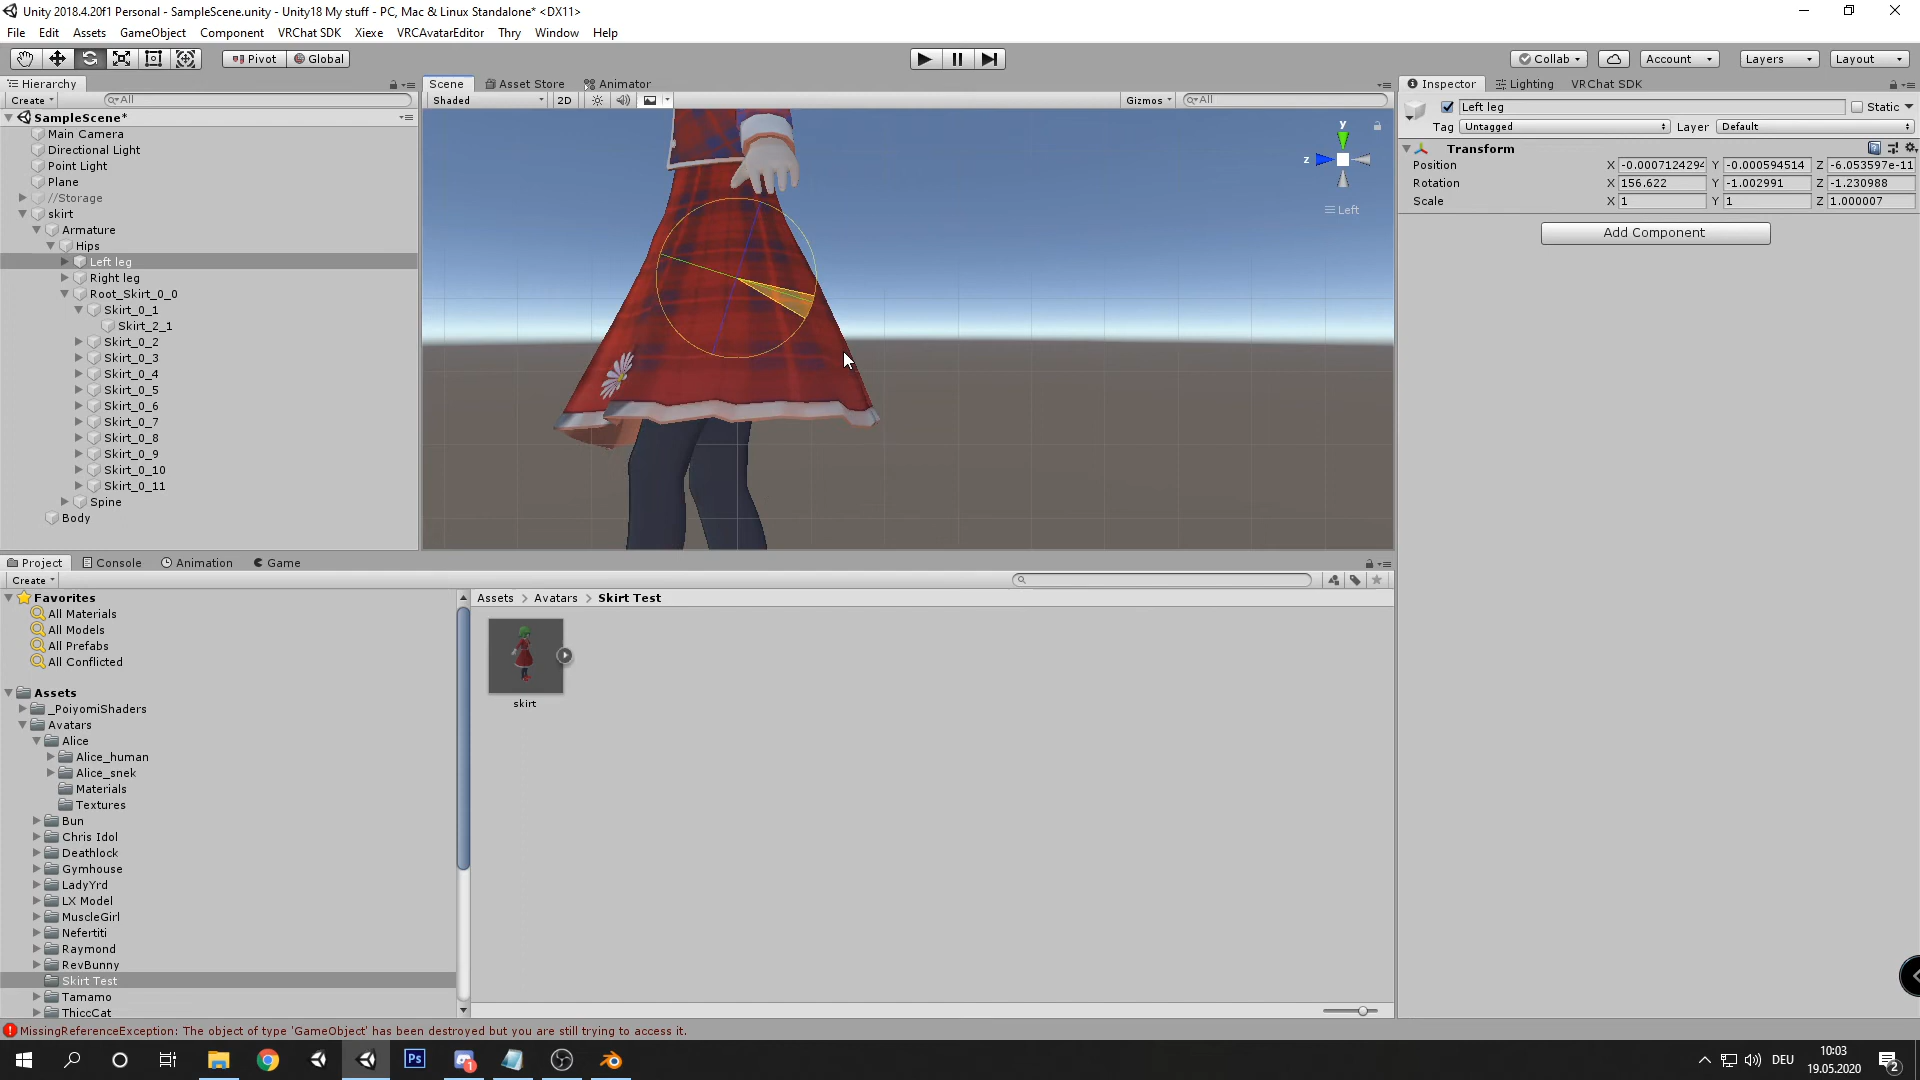 Unity 2018.4.20f1 Personal - SampleScene.unity - Unity18 My stuff - PC, Mac & Linux Standalone* <DX11>
File Edit Assets GameObject Component VRChat SDK Xiexe VRCAvatarEditor Thry Window Help
Pivot Global Collab Account Layers Layout
Hierarchy Scene Asset Store Animator Inspector Lighting VRChat SDK
Create All Shaded 2D Gizmos All Left leg Static
SampleScene*
Tag Untagged Layer Default
Main Camera
Directional Light
Point Light
Plane
//Storage
skirt
Armature
Hips
Left leg
Right leg
Root_Skirt_0_0
Skirt_0_1
Skirt_2_1
Skirt_0_2
Skirt_0_3
Skirt_0_4
Skirt_0_5
Skirt_0_6
Skirt_0_7
Skirt_0_8
Skirt_0_9
Skirt_0_10
Skirt_0_11
Spine
Body
y
z
Left
Transform
Position X -0.0007124294 Y -0.000594514 Z -6.053597e-11
Rotation X 156.622 Y -1.002991 Z -1.230988
Scale X 1 Y 1 Z 1.000007
Add Component
Project Console Animation Game
Create
Favorites
All Materials
All Models
All Prefabs
All Conflicted
Assets
_PoiyomiShaders
Avatars
Alice
Alice_human
Alice_snek
Materials
Textures
Bun
Chris Idol
Deathlock
Gymhouse
LadyYrd
LX Model
MuscleGirl
Nefertiti
Raymond
RevBunny
Skirt Test
Tamamo
ThiccCat
Assets > Avatars > Skirt Test
skirt
MissingReferenceException: The object of type 'GameObject' has been destroyed but you are still trying to access it.
Ps
1
DEU
10:03
19.05.2020
2